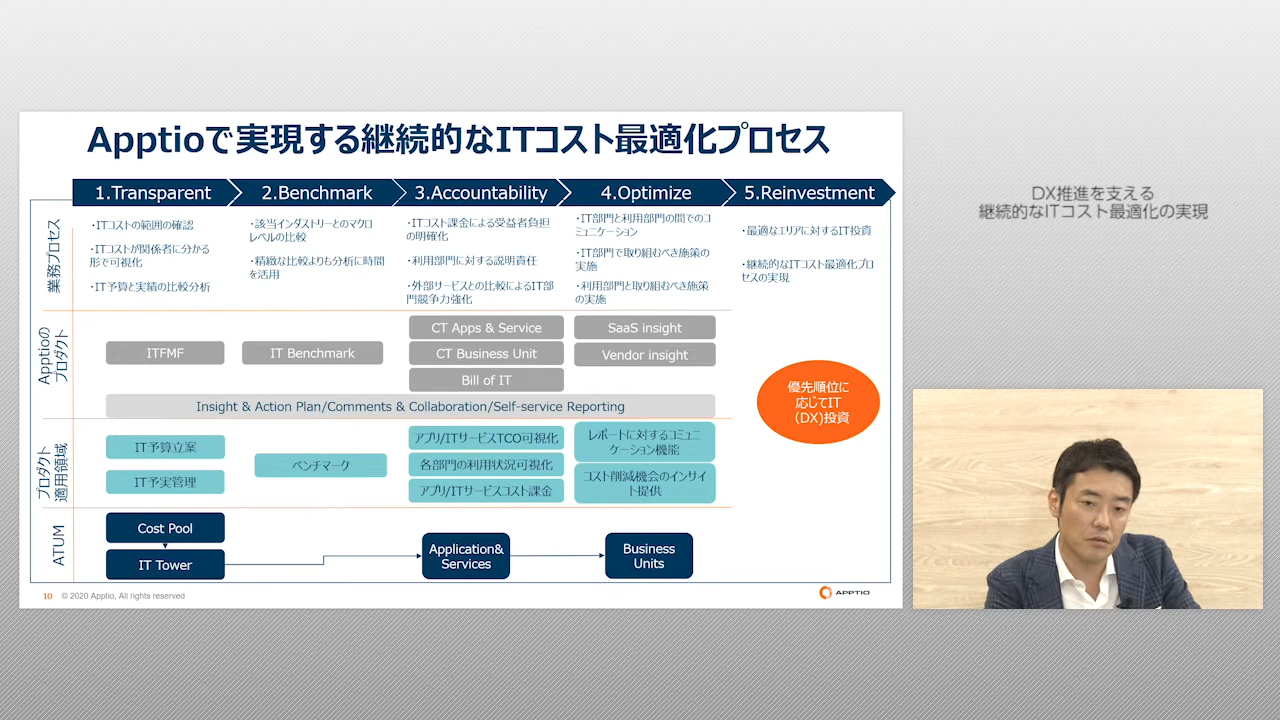 Apptioで実現する継続的なITコスト最適化プロセス
1.Transparent
2.Benchmark
3.Accountability
4.Optimize
5.Reinvestment
業務プロセス
・ITコストの範囲の確認
・ITコストが関係者に分かる
形で可視化
・IT予算と実績の比較分析
・該当インダストリーとのマクロ
レベルの比較
・精緻な比較よりも分析に時間
を活用
・ITコスト課金による受益者負担
の明確化
・利用部門に対する説明責任
・外部サービスとの比較によるIT部
門競争力強化
・IT部門と利用部門の間でのコ
ミュニケーション
・IT部門で取り組むべき施策の
実施
・利用部門と取り組むべき施策
の実施
・最適なエリアに対するIT投資
・継続的なITコスト最適化プロ
セスの実現
Apptioの
プロダクト
ITFMF
IT Benchmark
CT Apps & Service
CT Business Unit
Bill of IT
SaaS insight
Vendor insight
Insight & Action Plan/Comments & Collaboration/Self-service Reporting
優先順位に
応じてIT
(DX)投資
プロダクト
適用領域
IT予算立案
IT予実管理
ベンチマーク
アプリ/ITサービスTCO可視化
各部門の利用状況可視化
アプリ/ITサービスコスト課金
レポートに対するコミュニ
ケーション機能
コスト削減機会のインサイ
ト提供
ATUM
Cost Pool
IT Tower
Application&
Services
Business
Units
10 © 2020 Apptio, All rights reserved
APPTIO
DX推進を支える
継続的なITコスト最適化の実現